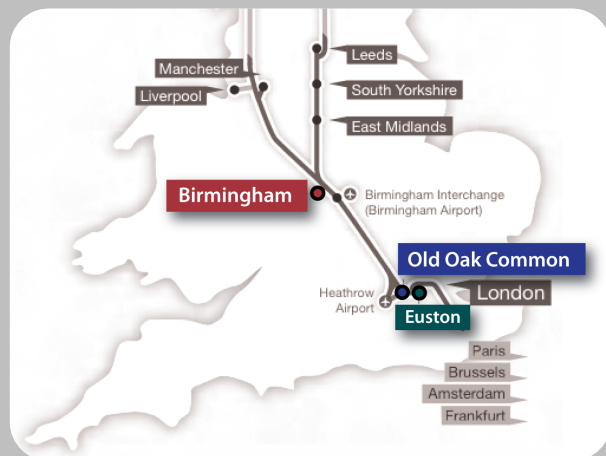 Leeds
Manchester
Liverpool
South Yorkshire
East Midlands
Birmingham
Birmingham Interchange
(Birmingham Airport)
Old Oak Common
Heathrow
Airport
London
Euston
Paris
Brussels
Amsterdam
Frankfurt